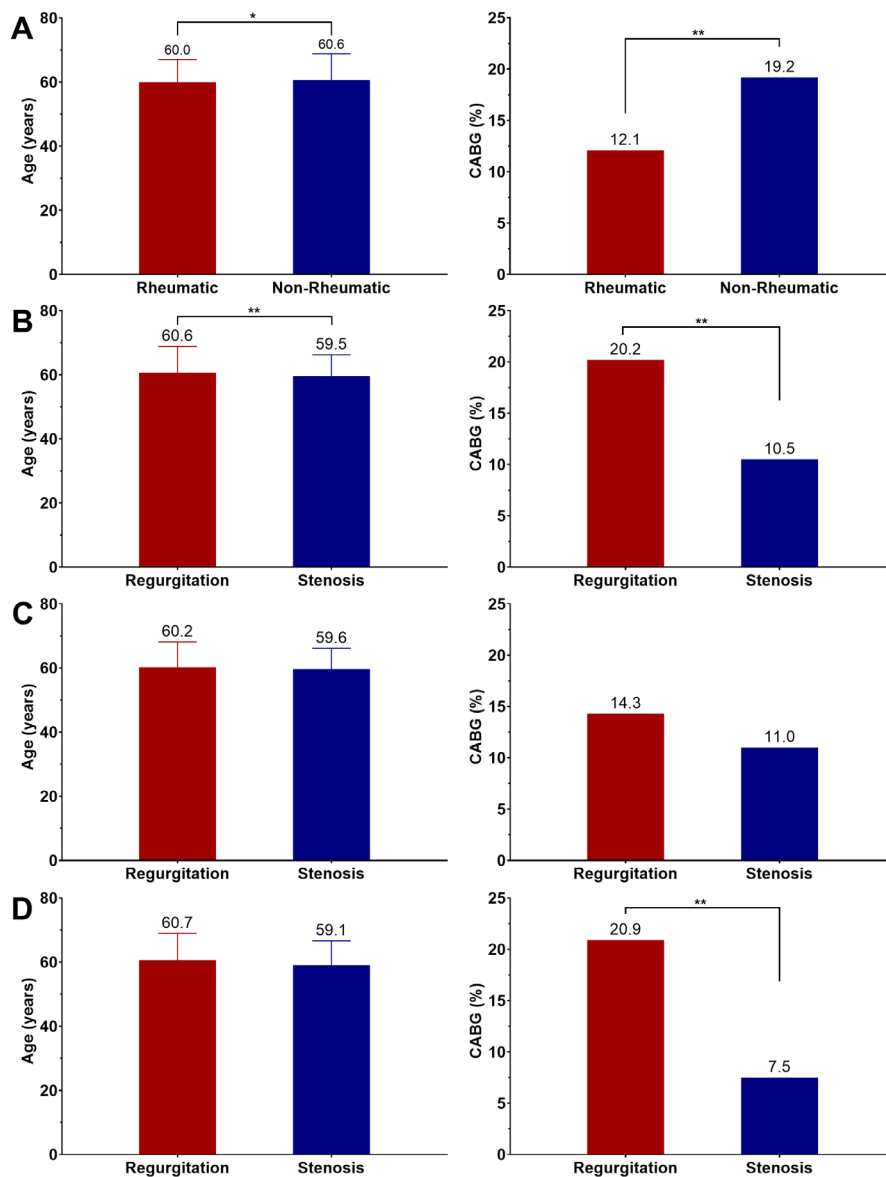 A
Age (years)
80
60
40
20
0
*
60.0
60.6
Rheumatic
Non-Rheumatic
CABG (%)
25
20
15
10
5
0
**
12.1
19.2
Rheumatic
Non-Rheumatic
B
Age (years)
80
60
40
20
0
**
60.6
59.5
Regurgitation
Stenosis
CABG (%)
25
20
15
10
5
0
**
20.2
10.5
Regurgitation
Stenosis
C
Age (years)
80
60
40
20
0
60.2
59.6
Regurgitation
Stenosis
CABG (%)
25
20
15
10
5
0
14.3
11.0
Regurgitation
Stenosis
D
Age (years)
80
60
40
20
0
60.7
59.1
Regurgitation
Stenosis
CABG (%)
25
20
15
10
5
0
**
20.9
7.5
Regurgitation
Stenosis